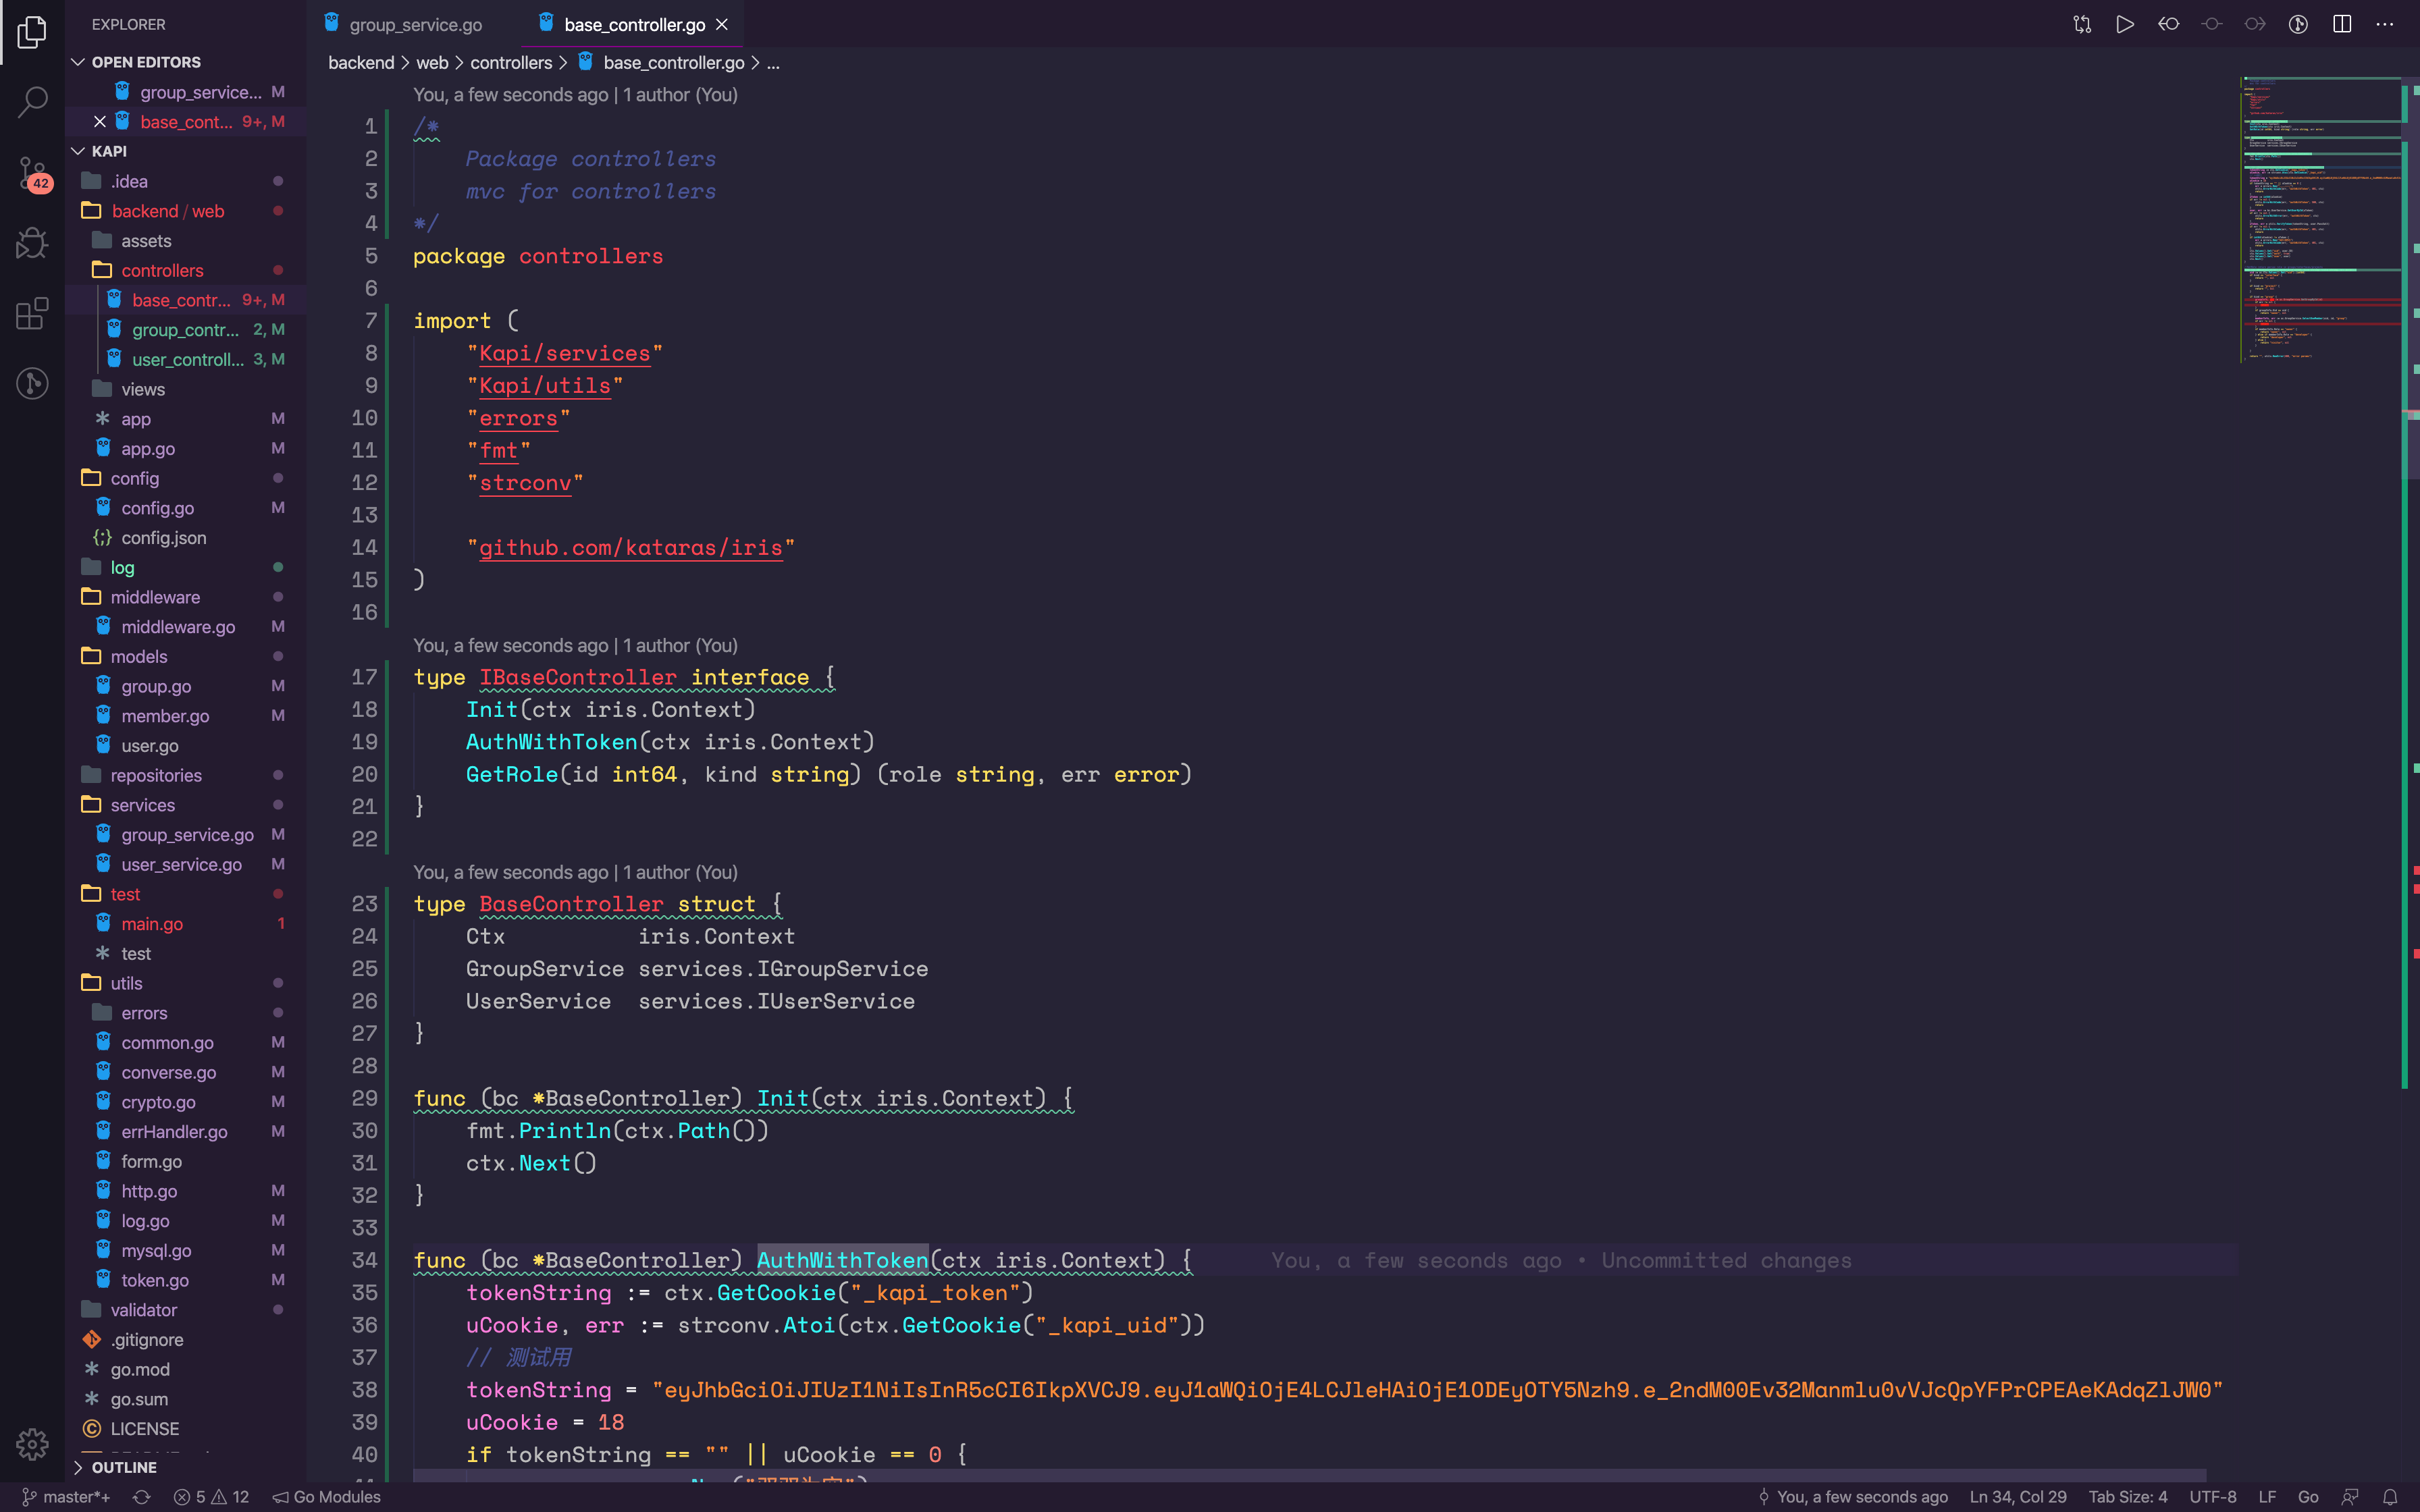 EXPLORER
OPEN EDITORS
group_service... M
base_cont... 9+, M
KAPI
.idea
backend / web
assets
controllers
base_contr... 9+, M
group_contr... 2, M
user_controll... 3, M
views
app M
app.go M
config
config.go M
config.json
log
middleware
middleware.go M
models
group.go M
member.go M
user.go
repositories
services
group_service.go M
user_service.go M
test
main.go 1
test
utils
errors
common.go M
converse.go M
crypto.go M
errHandler.go M
form.go
http.go M
log.go M
mysql.go M
token.go M
validator
.gitignore
go.mod
go.sum
LICENSE
OUTLINE
42
group_service.go
base_controller.go
backend > web > controllers > base_controller.go > ...
You, a few seconds ago | 1 author (You)
1 /*
2 Package controllers
3 mvc for controllers
4 */
5 package controllers
6
7 import (
8 "Kapi/services"
9 "Kapi/utils"
10 "errors"
11 "fmt"
12 "strconv"
13
14 "github.com/kataras/iris"
15 )
16
You, a few seconds ago | 1 author (You)
17 type IBaseController interface {
18 Init(ctx iris.Context)
19 AuthWithToken(ctx iris.Context)
20 GetRole(id int64, kind string) (role string, err error)
21 }
22
You, a few seconds ago | 1 author (You)
23 type BaseController struct {
24 Ctx iris.Context
25 GroupService services.IGroupService
26 UserService services.IUserService
27 }
28
29 func (bc *BaseController) Init(ctx iris.Context) {
30 fmt.Println(ctx.Path())
31 ctx.Next()
32 }
33
34 func (bc *BaseController) AuthWithToken(ctx iris.Context) { You, a few seconds ago • Uncommitted changes
35 tokenString := ctx.GetCookie("_kapi_token")
36 uCookie, err := strconv.Atoi(ctx.GetCookie("_kapi_uid"))
37 // 测试用
38 tokenString = "eyJhbGciOiJIUzI1NiIsInR5cCI6IkpXVCJ9.eyJ1aWQiOjE4LCJleHAiOjE1ODEyOTY5Nzh9.e_2ndM00Ev32Manmlu0vVJcQpYFPrCPEAeKAdqZlJW0"
39 uCookie = 18
40 if tokenString == "" || uCookie == 0 {
master*+ 5 12 Go Modules
You, a few seconds ago Ln 34, Col 29 Tab Size: 4 UTF-8 LF Go